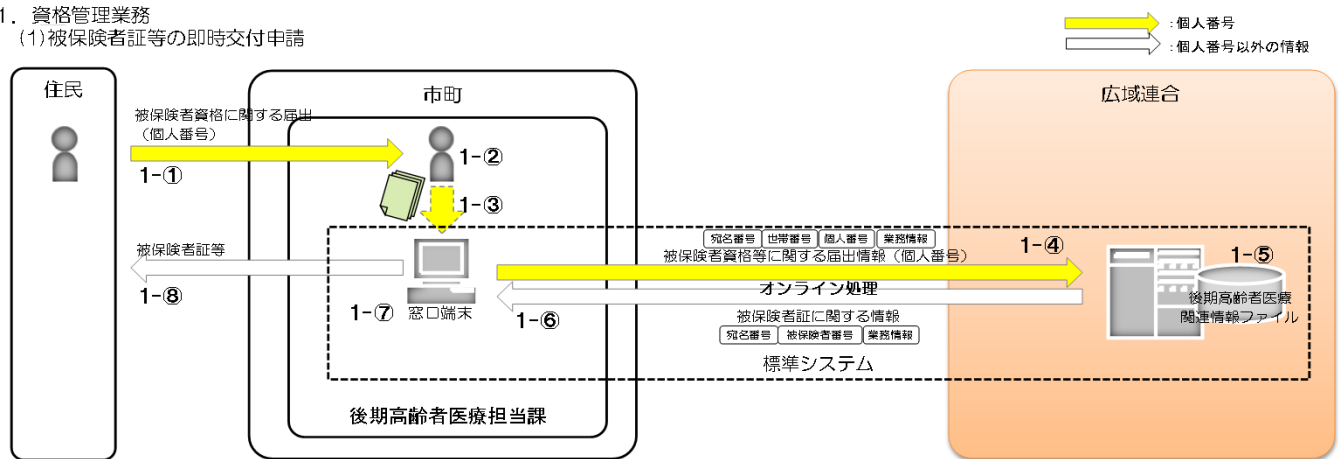 1．資格管理業務
(1)被保険者証等の即時交付申請
：個人番号
：個人番号以外の情報
住民
市町
広域連合
被保険者資格に関する届出
（個人番号）
1-①
1-②
1-③
宛名番号 世帯番号 個人番号 業務情報
被保険者資格等に関する届出情報（個人番号）
1-④
1-⑤
被保険者証等
オンライン処理
1-⑧
1-⑦
窓口端末
1-⑥
被保険者証に関する情報
宛名番号 被保険者番号 業務情報
後期高齢者医療
関連情報ファイル
標準システム
後期高齢者医療担当課